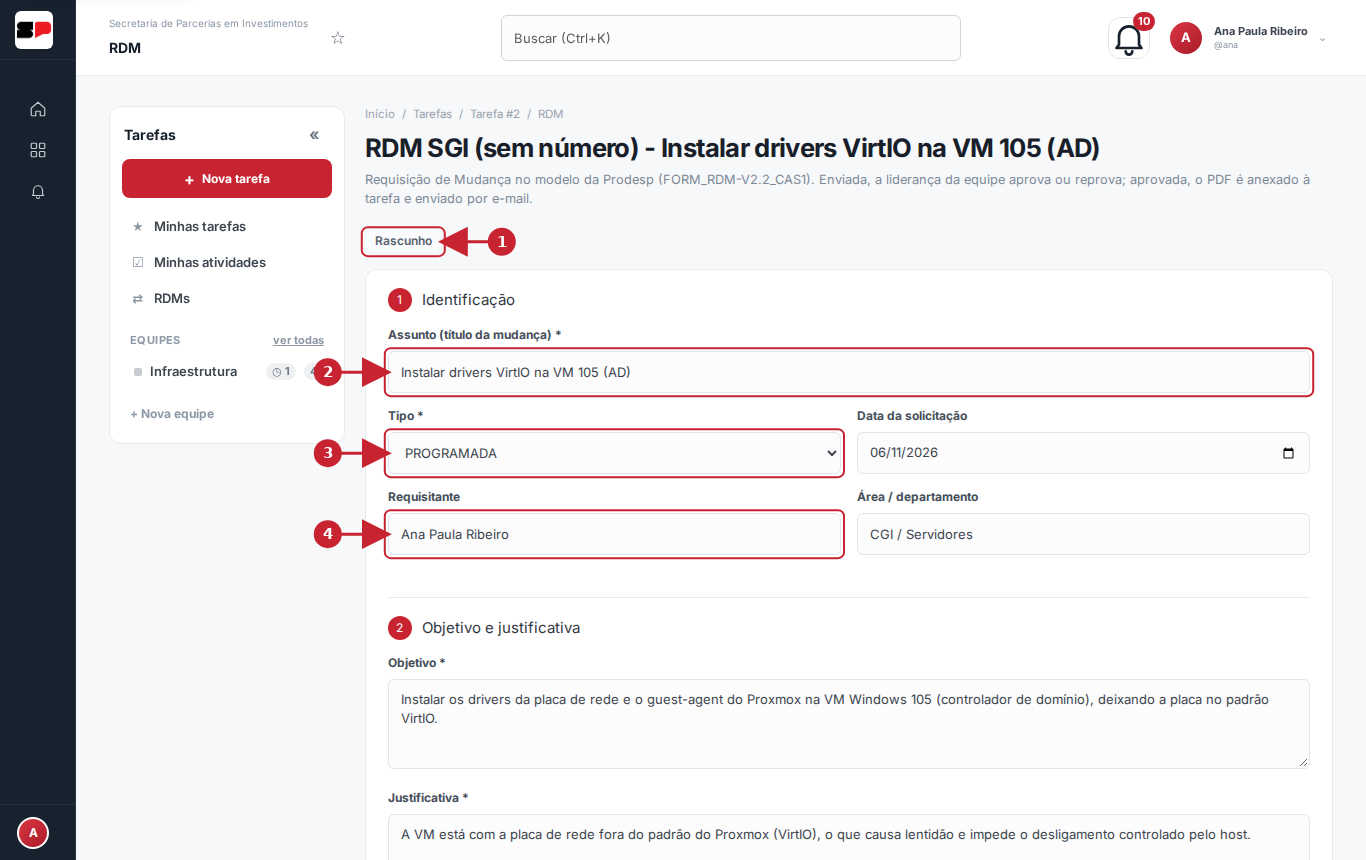 SP
Secretaria de Parcerias em Investimentos
RDM
Buscar (Ctrl+K)
10
A
Ana Paula Ribeiro
@ana
Tarefas
+ Nova tarefa
Minhas tarefas
Minhas atividades
RDMs
EQUIPES
ver todas
Infraestrutura
1
+ Nova equipe
Início / Tarefas / Tarefa #2 / RDM
RDM SGI (sem número) - Instalar drivers VirtIO na VM 105 (AD)
Requisição de Mudança no modelo da Prodesp (FORM_RDM-V2.2_CAS1). Enviada, a liderança da equipe aprova ou reprova; aprovada, o PDF é anexado à
tarefa e enviado por e-mail.
Rascunho
1
1 Identificação
Assunto (título da mudança) *
2
Instalar drivers VirtIO na VM 105 (AD)
Tipo *
Data da solicitação
3
PROGRAMADA
06/11/2026
Requisitante
Área / departamento
4
Ana Paula Ribeiro
CGI / Servidores
2 Objetivo e justificativa
Objetivo *
Instalar os drivers da placa de rede e o guest-agent do Proxmox na VM Windows 105 (controlador de domínio), deixando a placa no padrão
VirtIO.
Justificativa *
A VM está com a placa de rede fora do padrão do Proxmox (VirtIO), o que causa lentidão e impede o desligamento controlado pelo host.
A